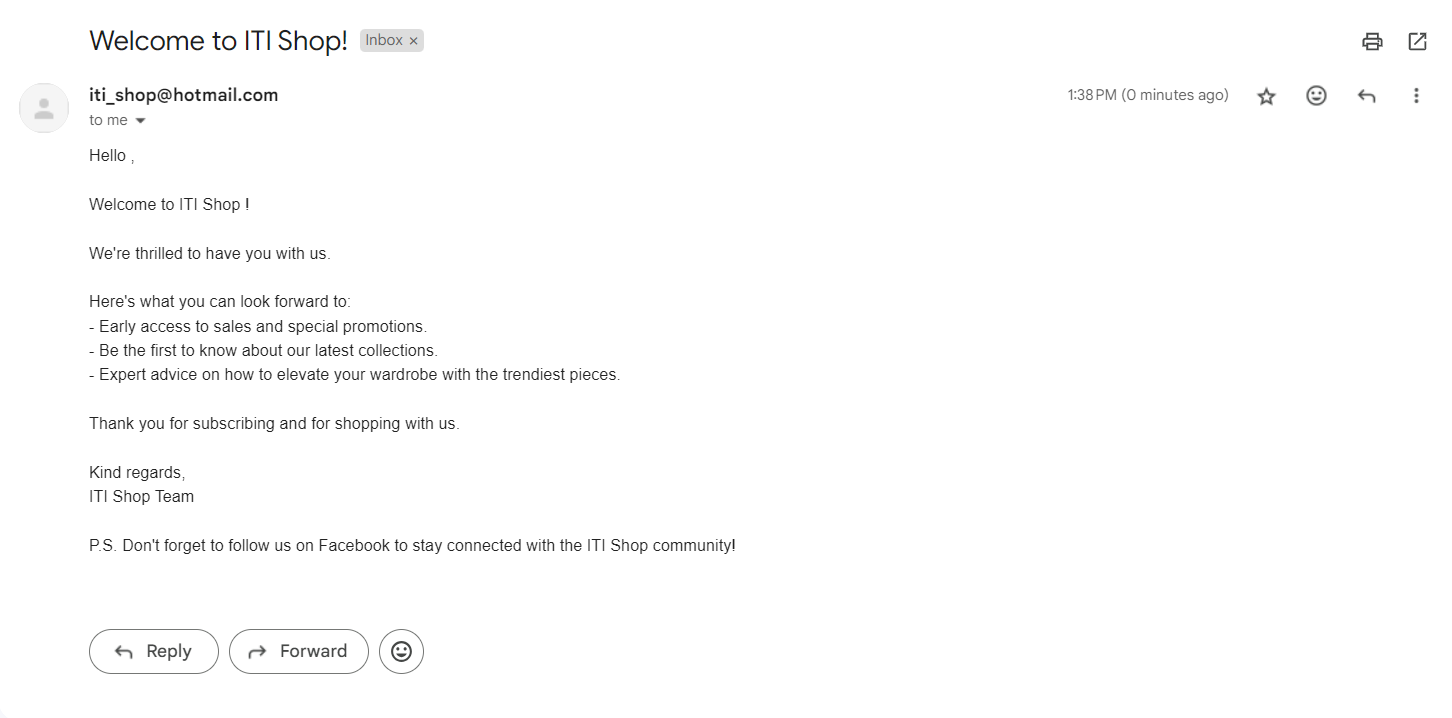 Welcome to ITI Shop! Inbox ×
iti_shop@hotmail.com 1:38 PM (0 minutes ago)
to me
Hello ,
Welcome to ITI Shop !
We're thrilled to have you with us.
Here's what you can look forward to:
- Early access to sales and special promotions.
- Be the first to know about our latest collections.
- Expert advice on how to elevate your wardrobe with the trendiest pieces.
Thank you for subscribing and for shopping with us.
Kind regards,
ITI Shop Team
P.S. Don't forget to follow us on Facebook to stay connected with the ITI Shop community!
Reply Forward